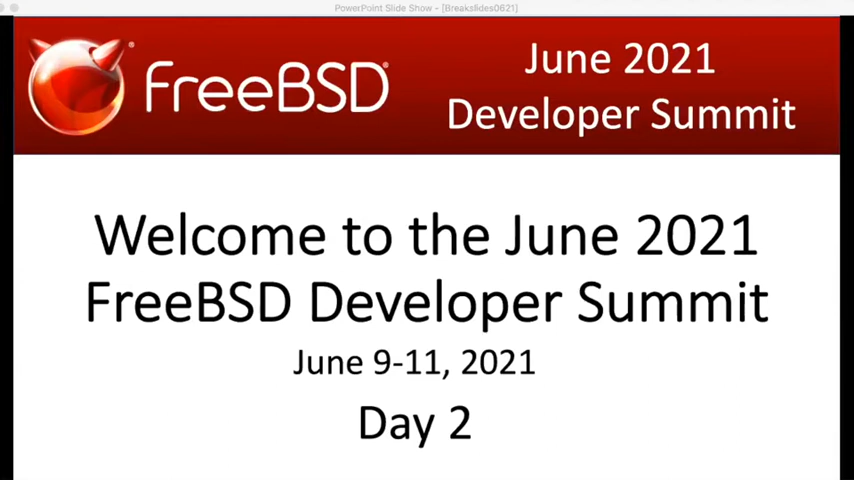 PowerPoint Slide Show - [Breakslides0621]
FreeBSD®
June 2021
Developer Summit
Welcome to the June 2021
FreeBSD Developer Summit
June 9-11, 2021
Day 2